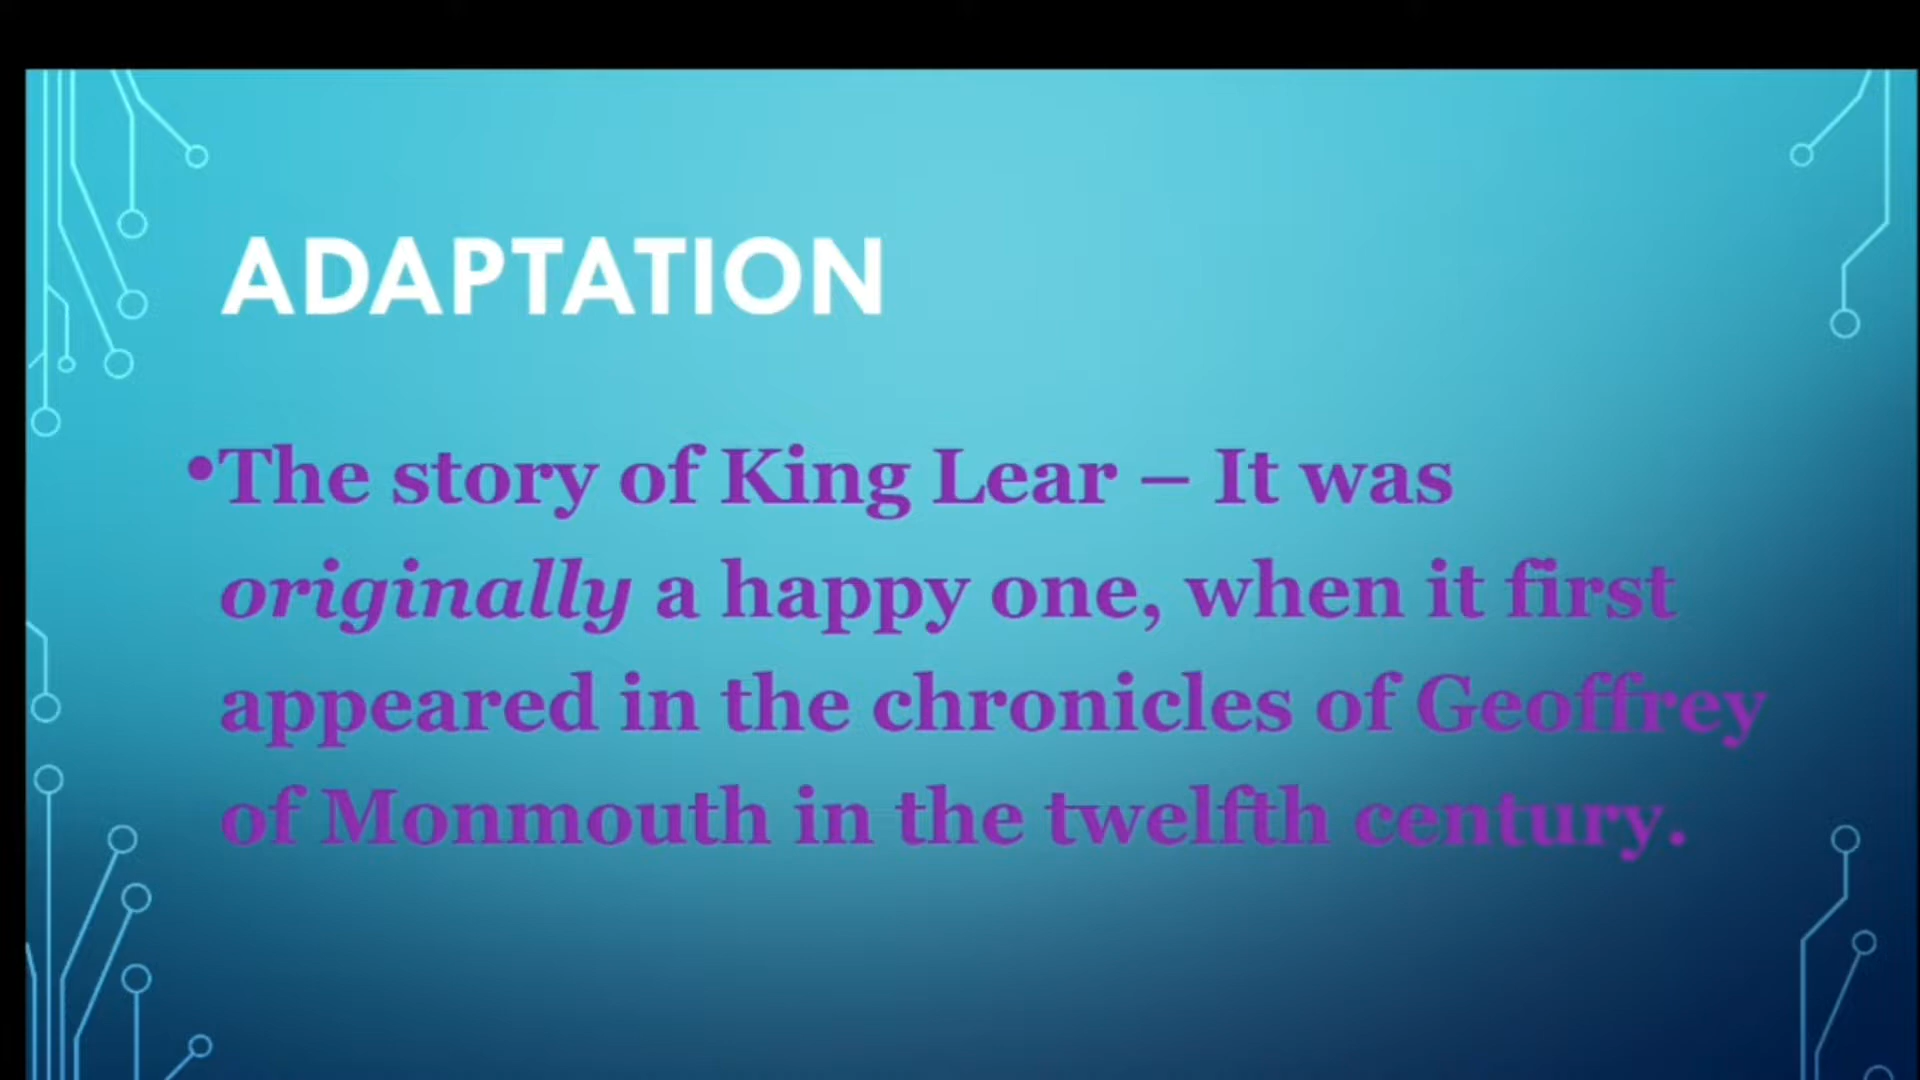 ADAPTATION
•The story of King Lear – It was
originally a happy one, when it first
appeared in the chronicles of Geoffrey
of Monmouth in the twelfth century.